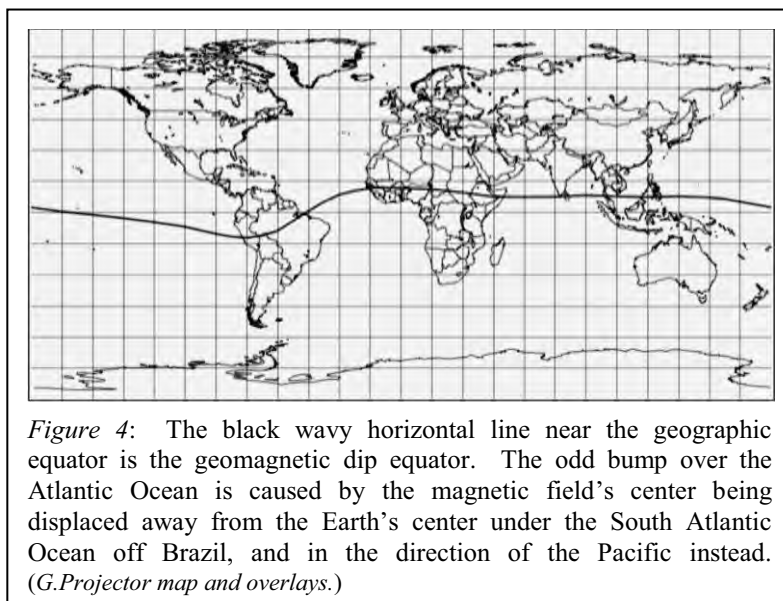 Figure 4: The black wavy horizontal line near the geographic
equator is the geomagnetic dip equator. The odd bump over the
Atlantic Ocean is caused by the magnetic field's center being
displaced away from the Earth's center under the South Atlantic
Ocean off Brazil, and in the direction of the Pacific instead.
(G.Projector map and overlays.)